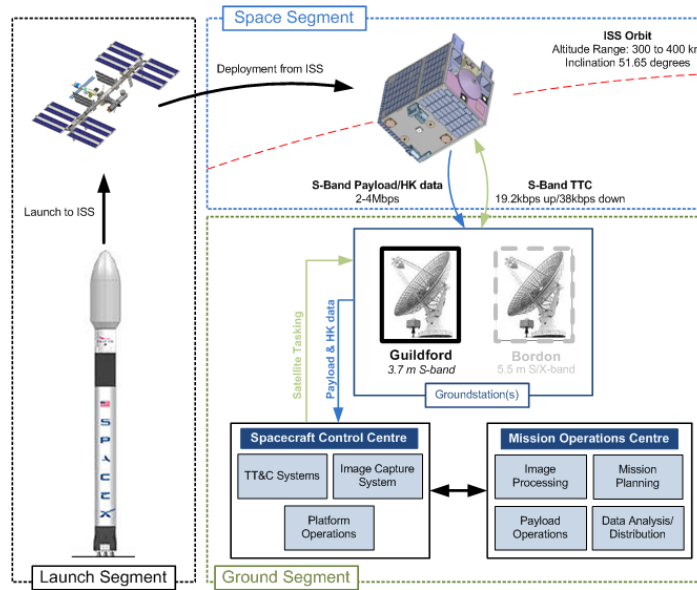 Space Segment
ISS Orbit
Altitude Range: 300 to 400 km
Inclination 51.65 degrees
Deployment from ISS
Launch to ISS
S-Band Payload/HK data
2-4Mbps
S-Band TTC
19.2kbps up/38kbps down
Guildford
3.7 m S-band
Bordon
5.5 m S/X-band
Groundstation(s)
Satellite Tasking
Payload & HK data
Spacecraft Control Centre
TT&C Systems
Image Capture
System
Platform
Operations
Mission Operations Centre
Image
Processing
Mission
Planning
Payload
Operations
Data Analysis/
Distribution
SPACEX
Launch Segment
Ground Segment